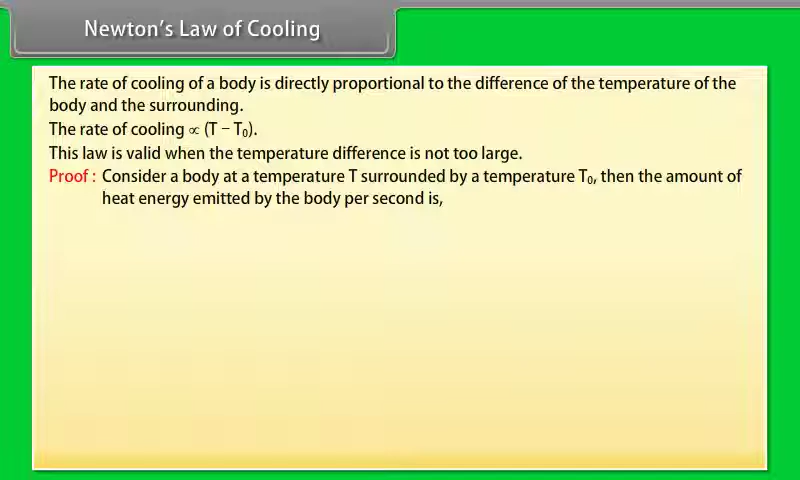 Newton's Law of Cooling
The rate of cooling of a body is directly proportional to the difference of the temperature of the
body and the surrounding.
The rate of cooling ∝ (T − T₀).
This law is valid when the temperature difference is not too large.
Proof : Consider a body at a temperature T surrounded by a temperature T₀, then the amount of
heat energy emitted by the body per second is,